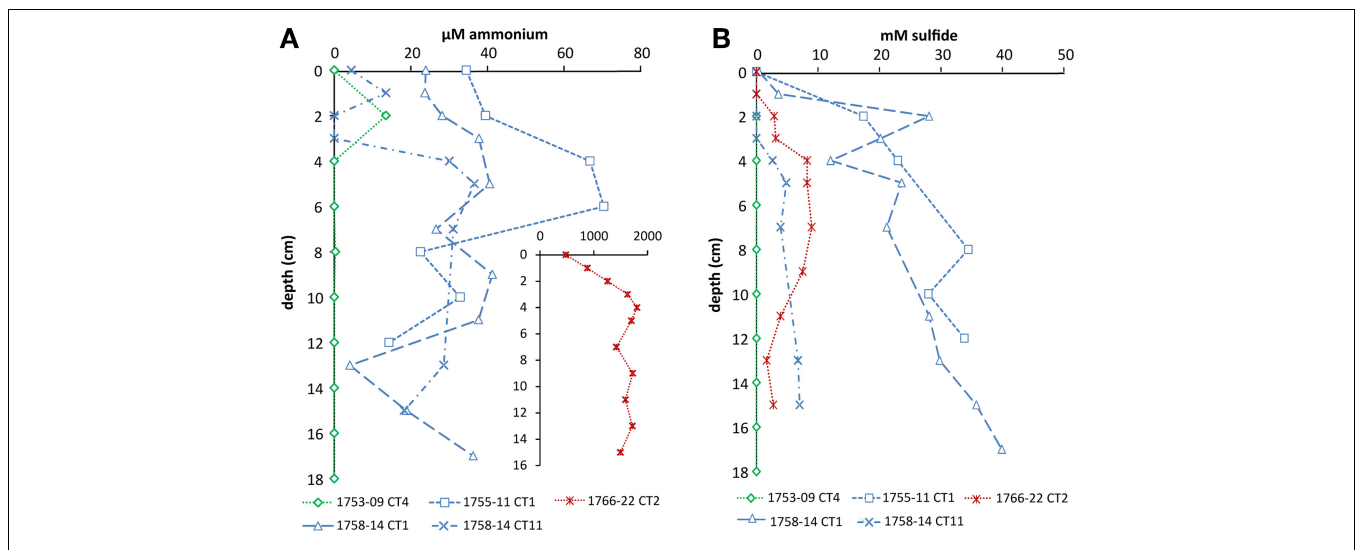 A
µM ammonium
0 20 40 60 80
0
2
4
6
8
10
12
14
16
18
depth (cm)
0 1000 2000
0
2
4
6
8
10
12
14
16
1753-09 CT4 1755-11 CT1 1766-22 CT2
1758-14 CT1 1758-14 CT11
B
mM sulfide
0 10 20 30 40 50
0
2
4
6
8
10
12
14
16
18
depth (cm)
1753-09 CT4 1755-11 CT1 1766-22 CT2
1758-14 CT1 1758-14 CT11